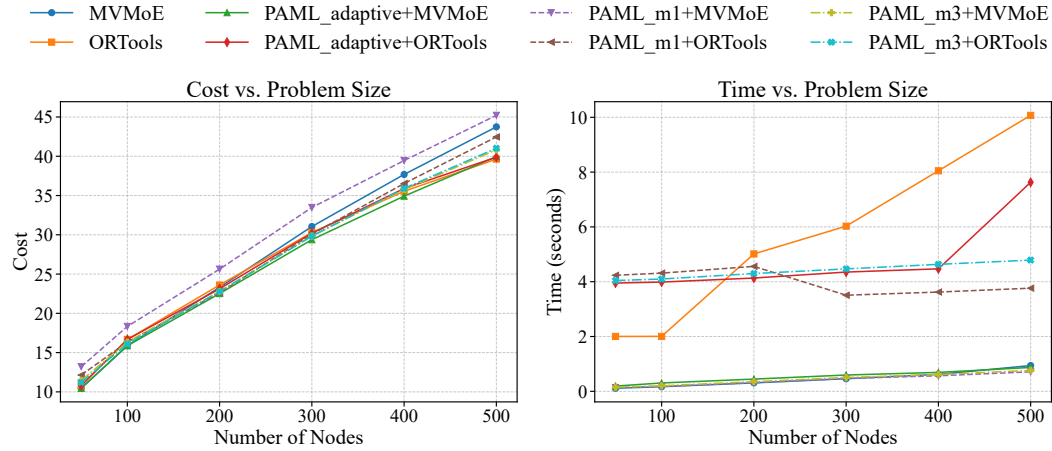 MVMoE
PAML_adaptive+MVMoE
PAML_m1+MVMoE
PAML_m3+MVMoE
ORTools
PAML_adaptive+ORTools
PAML_m1+ORTools
PAML_m3+ORTools
Cost vs. Problem Size
45
40
35
30
25
20
15
10
Cost
100
200
300
400
500
Number of Nodes
Time vs. Problem Size
10
8
6
4
2
0
Time (seconds)
100
200
300
400
500
Number of Nodes